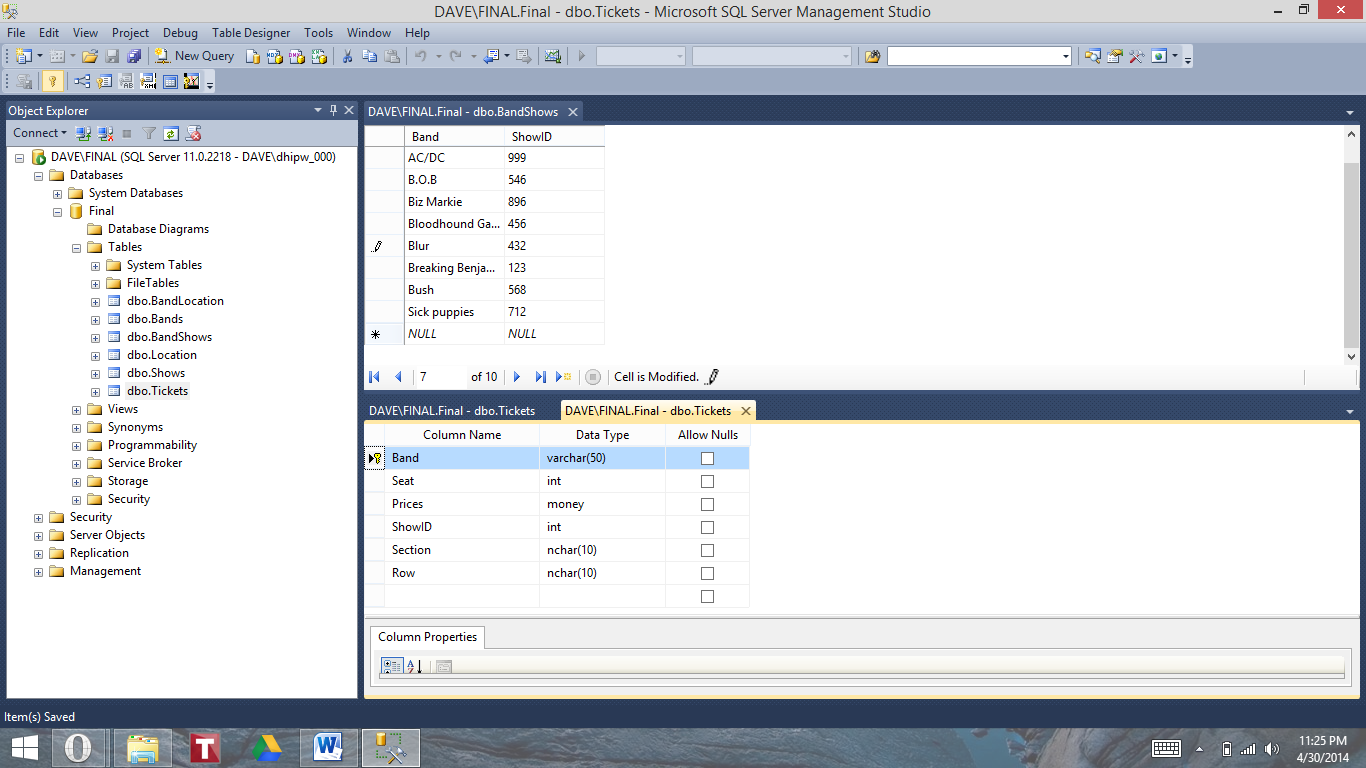 DAVE\FINAL.Final - dbo.Tickets - Microsoft SQL Server Management Studio
File Edit View Project Debug Table Designer Tools Window Help
New Query
Object Explorer
Connect
DAVE\FINAL (SQL Server 11.0.2218 - DAVE\dhipw_000)
Databases
System Databases
Final
Database Diagrams
Tables
System Tables
FileTables
dbo.BandLocation
dbo.Bands
dbo.BandShows
dbo.Location
dbo.Shows
dbo.Tickets
Views
Synonyms
Programmability
Service Broker
Storage
Security
Security
Server Objects
Replication
Management
DAVE\FINAL.Final - dbo.BandShows
Band ShowID
AC/DC 999
B.O.B 546
Biz Markie 896
Bloodhound Ga... 456
Blur 432
Breaking Benja... 123
Bush 568
Sick puppies 712
NULL NULL
7 of 10 Cell is Modified.
DAVE\FINAL.Final - dbo.Tickets DAVE\FINAL.Final - dbo.Tickets
Column Name Data Type Allow Nulls
Band varchar(50)
Seat int
Prices money
ShowID int
Section nchar(10)
Row nchar(10)
Column Properties
Item(s) Saved
11:25 PM
4/30/2014